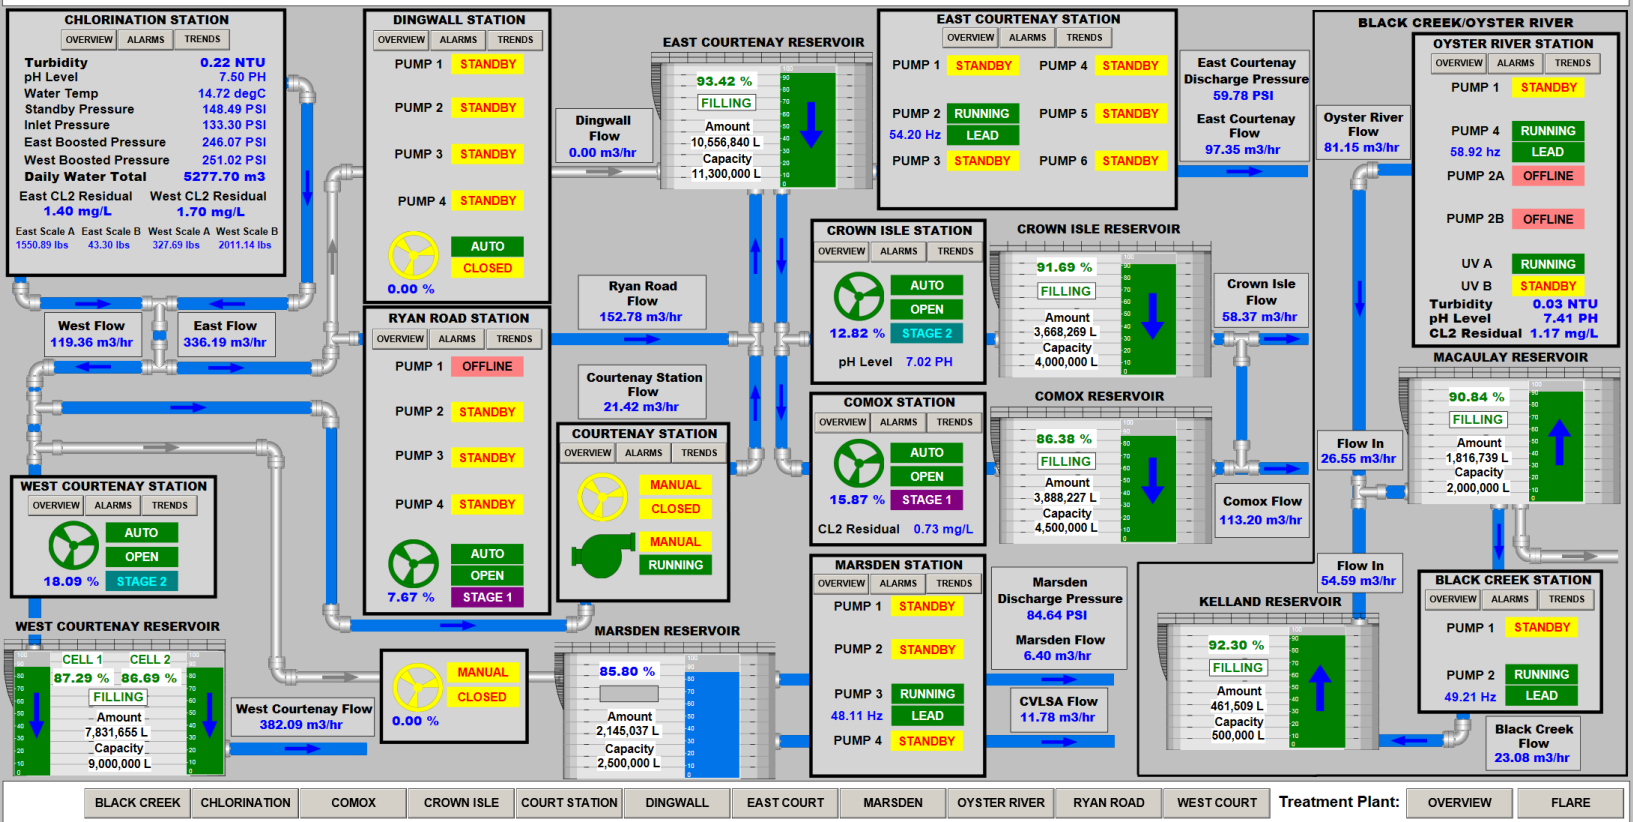 CHLORINATION STATION
OVERVIEW ALARMS TRENDS
Turbidity 0.22 NTU
pH Level 7.50 PH
Water Temp 14.72 degC
Standby Pressure 148.49 PSI
Inlet Pressure 133.30 PSI
East Boosted Pressure 246.07 PSI
West Boosted Pressure 251.02 PSI
Daily Water Total 5277.70 m3
East CL2 Residual West CL2 Residual
1.40 mg/L 1.70 mg/L
East Scale A East Scale B West Scale A West Scale B
1550.89 lbs 43.30 lbs 327.69 lbs 2011.14 lbs
West Flow
119.36 m3/hr
East Flow
336.19 m3/hr
WEST COURTENAY STATION
OVERVIEW ALARMS TRENDS
AUTO
OPEN
18.09 % STAGE 2
WEST COURTENAY RESERVOIR
CELL 1 CELL 2
87.29 % 86.69 %
FILLING
Amount
7,831,655 L
Capacity
9,000,000 L
West Courtenay Flow
382.09 m3/hr
DINGWALL STATION
OVERVIEW ALARMS TRENDS
PUMP 1 STANDBY
PUMP 2 STANDBY
PUMP 3 STANDBY
PUMP 4 STANDBY
AUTO
CLOSED
0.00 %
RYAN ROAD STATION
OVERVIEW ALARMS TRENDS
PUMP 1 OFFLINE
PUMP 2 STANDBY
PUMP 3 STANDBY
PUMP 4 STANDBY
AUTO
OPEN
7.67 % STAGE 1
MANUAL
CLOSED
0.00 %
Dingwall
Flow
0.00 m3/hr
Ryan Road
Flow
152.78 m3/hr
Courtenay Station
Flow
21.42 m3/hr
COURTENAY STATION
OVERVIEW ALARMS TRENDS
MANUAL
CLOSED
MANUAL
RUNNING
EAST COURTENAY RESERVOIR
93.42 %
FILLING
Amount
10,556,840 L
Capacity
11,300,000 L
MARSDEN RESERVOIR
85.80 %
Amount
2,145,037 L
Capacity
2,500,000 L
EAST COURTENAY STATION
OVERVIEW ALARMS TRENDS
PUMP 1 STANDBY PUMP 4 STANDBY
PUMP 2 RUNNING PUMP 5 STANDBY
54.20 Hz LEAD
PUMP 3 STANDBY PUMP 6 STANDBY
East Courtenay
Discharge Pressure
59.78 PSI
East Courtenay
Flow
97.35 m3/hr
CROWN ISLE STATION
OVERVIEW ALARMS TRENDS
AUTO
OPEN
12.82 % STAGE 2
pH Level 7.02 PH
CROWN ISLE RESERVOIR
91.69 %
FILLING
Amount
3,668,269 L
Capacity
4,000,000 L
Crown Isle
Flow
58.37 m3/hr
COMOX STATION
OVERVIEW ALARMS TRENDS
AUTO
OPEN
15.87 % STAGE 1
CL2 Residual 0.73 mg/L
COMOX RESERVOIR
86.38 %
FILLING
Amount
3,888,227 L
Capacity
4,500,000 L
Comox Flow
113.20 m3/hr
MARSDEN STATION
OVERVIEW ALARMS TRENDS
PUMP 1 STANDBY
PUMP 2 STANDBY
PUMP 3 RUNNING
48.11 Hz LEAD
PUMP 4 STANDBY
Marsden
Discharge Pressure
84.64 PSI
Marsden Flow
6.40 m3/hr
CVLSA Flow
11.78 m3/hr
BLACK CREEK/OYSTER RIVER
OYSTER RIVER STATION
OVERVIEW ALARMS TRENDS
PUMP 1 STANDBY
PUMP 4 RUNNING
58.92 hz LEAD
PUMP 2A OFFLINE
PUMP 2B OFFLINE
UV A RUNNING
UV B STANDBY
Turbidity 0.03 NTU
pH Level 7.41 PH
CL2 Residual 1.17 mg/L
Oyster River
Flow
81.15 m3/hr
MACAULAY RESERVOIR
90.84 %
FILLING
Amount
1,816,739 L
Capacity
2,000,000 L
Flow In
26.55 m3/hr
Flow In
54.59 m3/hr
KELLAND RESERVOIR
92.30 %
FILLING
Amount
461,509 L
Capacity
500,000 L
BLACK CREEK STATION
OVERVIEW ALARMS TRENDS
PUMP 1 STANDBY
PUMP 2 RUNNING
49.21 Hz LEAD
Black Creek
Flow
23.08 m3/hr
BLACK CREEK CHLORINATION COMOX CROWN ISLE COURT STATION DINGWALL EAST COURT MARSDEN OYSTER RIVER RYAN ROAD WEST COURT Treatment Plant: OVERVIEW FLARE